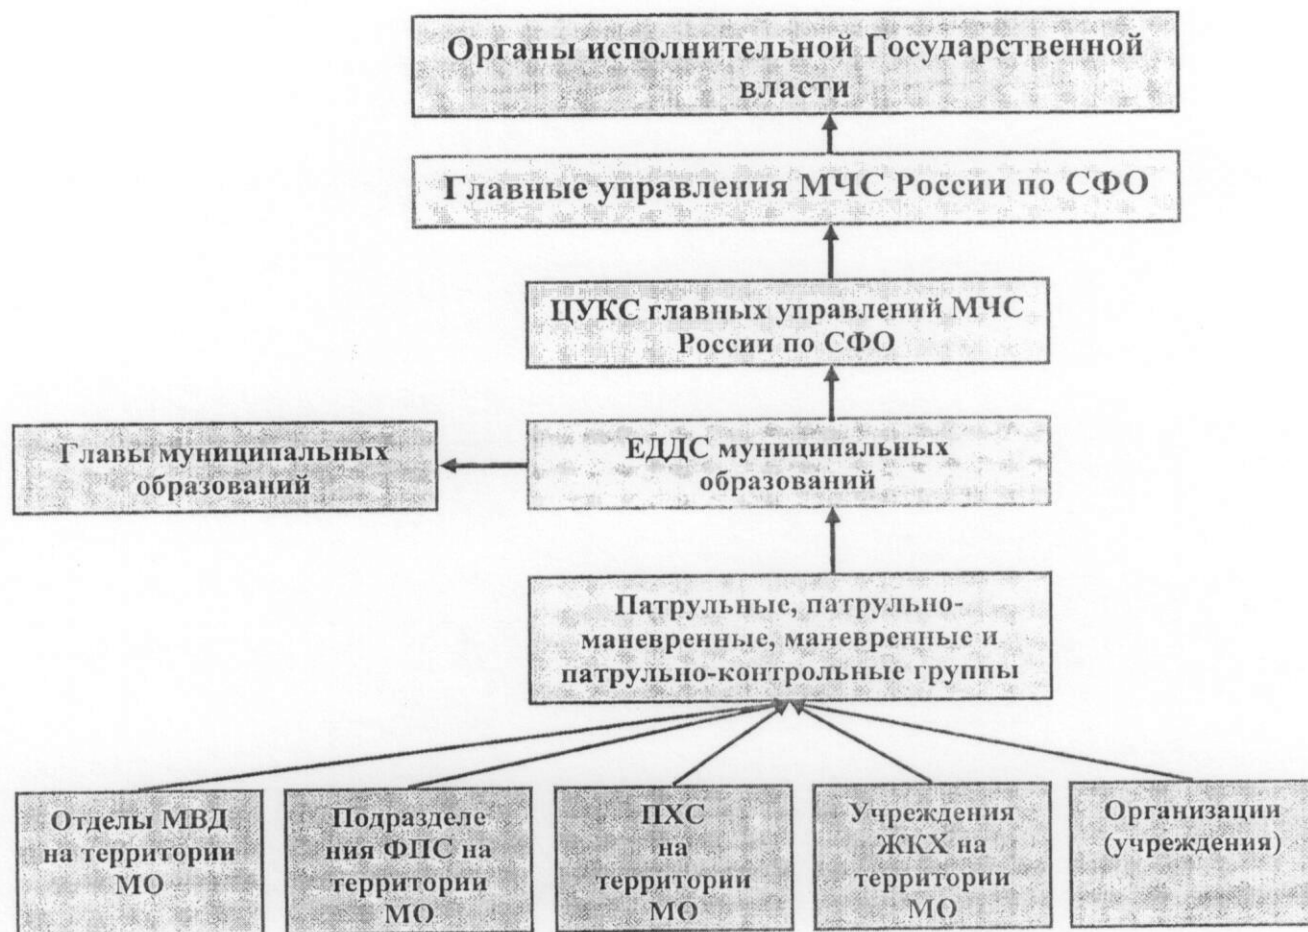 Органы исполнительной Государственной
власти
Главные управления МЧС России по СФО
ЦУКС главных управлений МЧС
России по СФО
Главы муниципальных
образований
ЕДДС муниципальных
образований
Патрульные, патрульно-
маневренные, маневренные и
патрульно-контрольные группы
Отделы МВД
на территории
МО
Подразделе
ния ФПС на
территории
МО
ПХС
на
территории
МО
Учреждения
ЖКХ на
территории
МО
Организации
(учреждения)